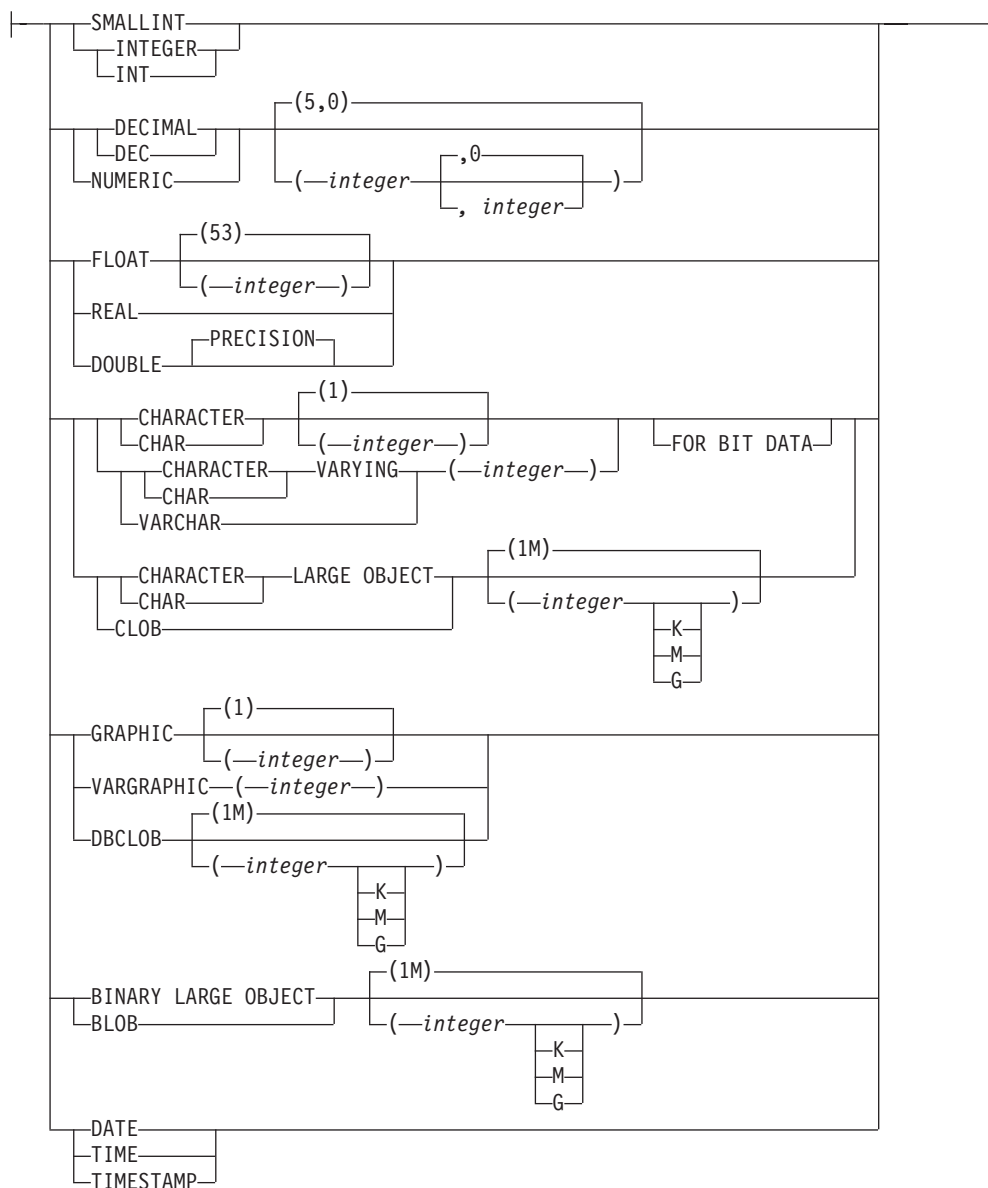 SMALLINT
INTEGER
INT
(5,0)
DECIMAL
,0
DEC
NUMERIC ( integer )
, integer
(53)
FLOAT
( integer )
REAL
PRECISION
DOUBLE
(1)
CHARACTER
CHAR ( integer ) FOR BIT DATA
CHARACTER VARYING ( integer )
CHAR
VARCHAR
(1M)
CHARACTER LARGE OBJECT
CHAR ( integer )
CLOB K
M
G
(1)
GRAPHIC
( integer )
VARGRAPHIC ( integer )
(1M)
DBCLOB
( integer )
K
M
G
(1M)
BINARY LARGE OBJECT
BLOB ( integer )
K
M
G
DATE
TIME
TIMESTAMP